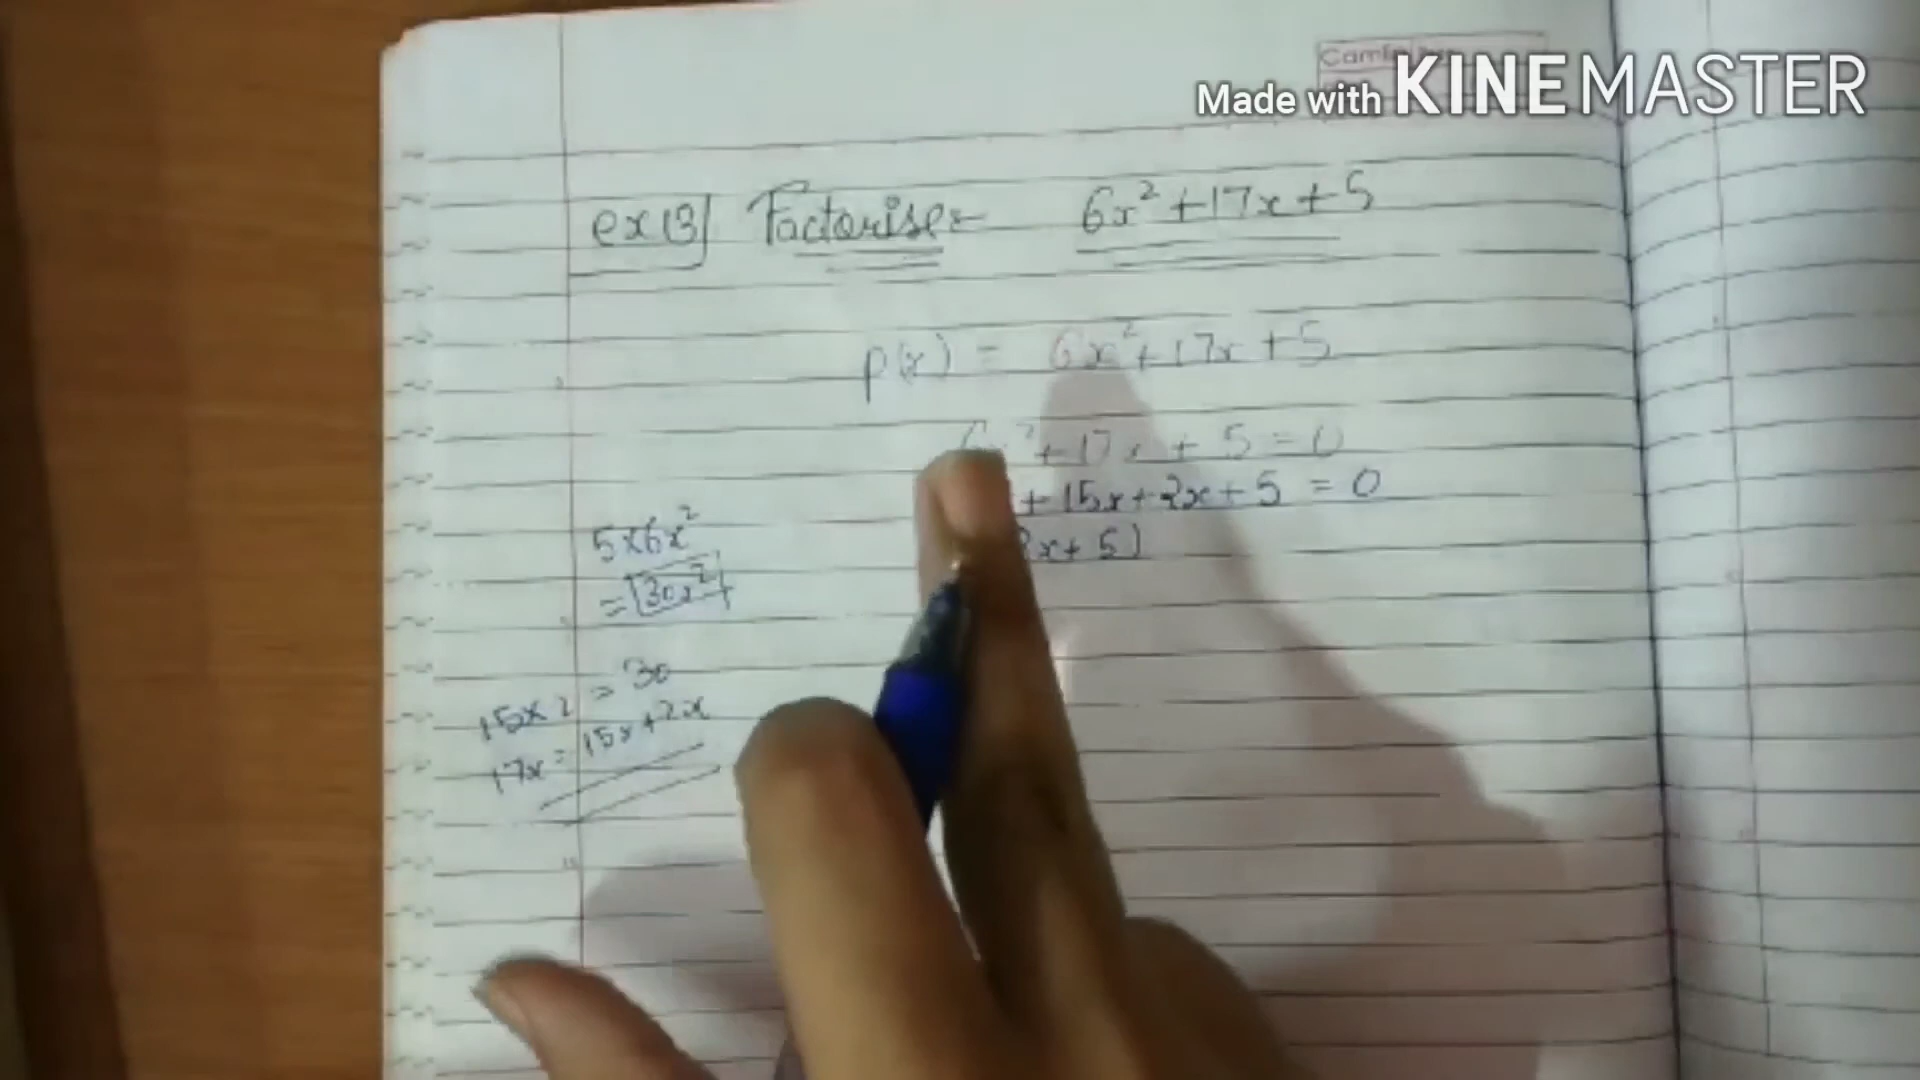 Made with KINEMASTER
ex 13) Factorise:- 6x² + 17x + 5
p(x) = 6x² + 17x + 5
² + 17x + 5 = 0
+ 15x + 2x + 5 = 0
x + 5)
5x6x²
= 30x²
15x2 = 30
17x = 15x + 2x